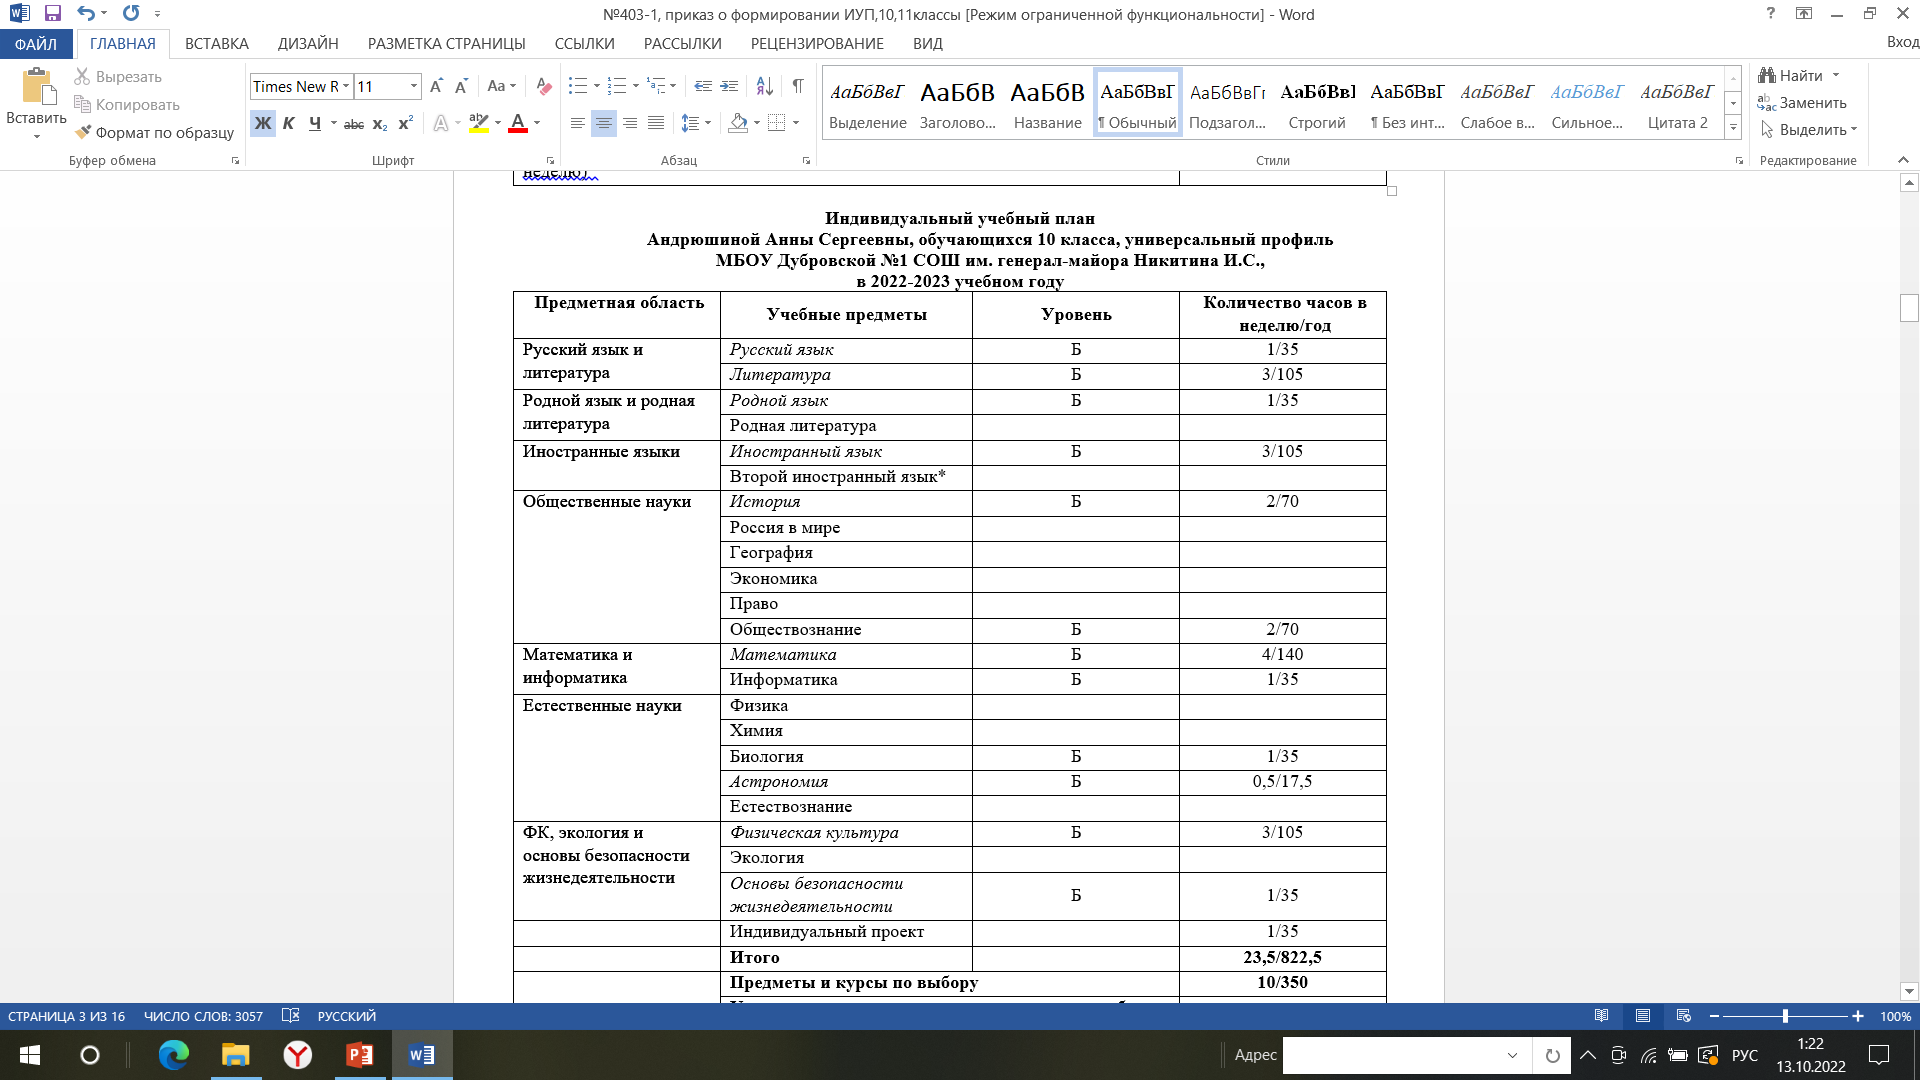 №403-1, приказ о формировании ИУП,10,11классы [Режим ограниченной функциональности] - Word
ФАЙЛ ГЛАВНАЯ ВСТАВКА ДИЗАЙН РАЗМЕТКА СТРАНИЦЫ ССЫЛКИ РАССЫЛКИ РЕЦЕНЗИРОВАНИЕ ВИД Вход
Вставить
Вырезать
Копировать
Формат по образцу
Буфер обмена
Times New R 11
Ж К Ч abc x₂ x²
Шрифт
Абзац
АаБбВвГ АаБбВ АаБбВ АаБбВвГ АаБбВвГг АаБбВвІ АаБбВвГ АаБбВвГ АаБбВвГ АаБбВвГ
Выделение Заголово... Название ¶ Обычный Подзагол... Строгий ¶ Без инт... Слабое в... Сильное... Цитата 2
Стили
Найти
Заменить
Выделить
Редактирование
неделю)
Индивидуальный учебный план
Андрюшиной Анны Сергеевны, обучающихся 10 класса, универсальный профиль
МБОУ Дубровской №1 СОШ им. генерал-майора Никитина И.С.,
в 2022-2023 учебном году
Предметная область Учебные предметы Уровень Количество часов в неделю/год
Русский язык и литература Русский язык Б 1/35
Литература Б 3/105
Родной язык и родная литература Родной язык Б 1/35
Родная литература
Иностранные языки Иностранный язык Б 3/105
Второй иностранный язык*
Общественные науки История Б 2/70
Россия в мире
География
Экономика
Право
Обществознание Б 2/70
Математика и информатика Математика Б 4/140
Информатика Б 1/35
Естественные науки Физика
Химия
Биология Б 1/35
Астрономия Б 0,5/17,5
Естествознание
ФК, экология и основы безопасности жизнедеятельности Физическая культура Б 3/105
Экология
Основы безопасности жизнедеятельности Б 1/35
Индивидуальный проект 1/35
Итого 23,5/822,5
Предметы и курсы по выбору 10/350
СТРАНИЦА 3 ИЗ 16 ЧИСЛО СЛОВ: 3057 РУССКИЙ 100%
Адрес РУС 1:22
13.10.2022